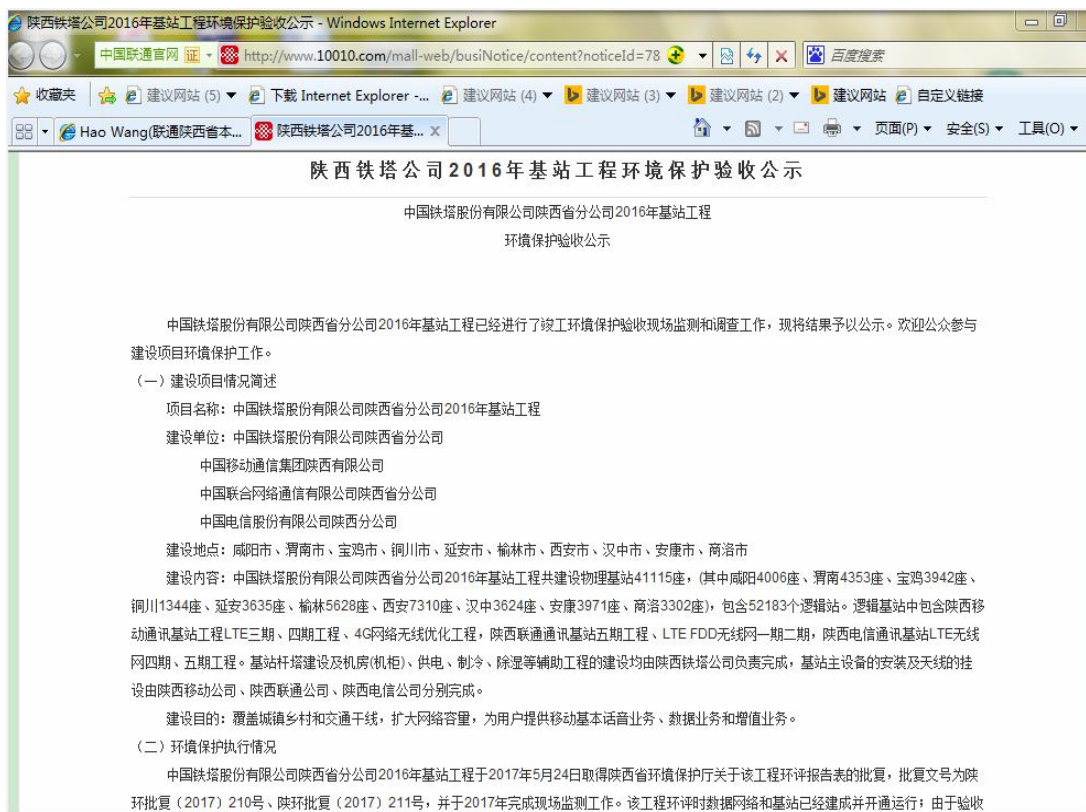 陕西铁塔公司2016年基站工程环境保护验收公示 - Windows Internet Explorer
中国联通官网 证 http://www.10010.com/mall-web/busiNotice/content?noticeId=78 百度搜索
收藏夹 建议网站 (5) 下载 Internet Explorer -... 建议网站 (4) 建议网站 (3) 建议网站 (2) 建议网站 自定义链接
Hao Wang(联通陕西省本... 陕西铁塔公司2016年基... x 页面(P) 安全(S) 工具(O)
陕西铁塔公司2016年基站工程环境保护验收公示
中国铁塔股份有限公司陕西省分公司2016年基站工程
环境保护验收公示
中国铁塔股份有限公司陕西省分公司2016年基站工程已经进行了竣工环境保护验收现场监测和调查工作，现将结果予以公示。欢迎公众参与
建设项目环境保护工作。
（一）建设项目情况简述
项目名称：中国铁塔股份有限公司陕西省分公司2016年基站工程
建设单位：中国铁塔股份有限公司陕西省分公司
中国移动通信集团陕西有限公司
中国联合网络通信有限公司陕西省分公司
中国电信股份有限公司陕西分公司
建设地点：咸阳市、渭南市、宝鸡市、铜川市、延安市、榆林市、西安市、汉中市、安康市、商洛市
建设内容：中国铁塔股份有限公司陕西省分公司2016年基站工程共建设物理基站41115座，(其中咸阳4006座、渭南4353座、宝鸡3942座、
铜川1344座、延安3635座、榆林5628座、西安7310座、汉中3624座、安康3971座、商洛3302座)，包含52183个逻辑站。逻辑基站中包含陕西移
动通讯基站工程LTE三期、四期工程、4G网络无线优化工程，陕西联通通讯基站五期工程、LTE FDD无线网一期二期，陕西电信通讯基站LTE无线
网四期、五期工程。基站杆塔建设及机房(机柜)、供电、制冷、除湿等辅助工程的建设均由陕西铁塔公司负责完成，基站主设备的安装及天线的挂
设由陕西移动公司、陕西联通公司、陕西电信公司分别完成。
建设目的：覆盖城镇乡村和交通干线，扩大网络容量，为用户提供移动基本话音业务、数据业务和增值业务。
（二）环境保护执行情况
中国铁塔股份有限公司陕西省分公司2016年基站工程于2017年5月24日取得陕西省环境保护厅关于该工程环评报告表的批复，批复文号为陕
环批复（2017）210号、陕环批复（2017）211号，并于2017年完成现场监测工作。该工程环评时数据网络和基站已经建成并开通运行；由于验收